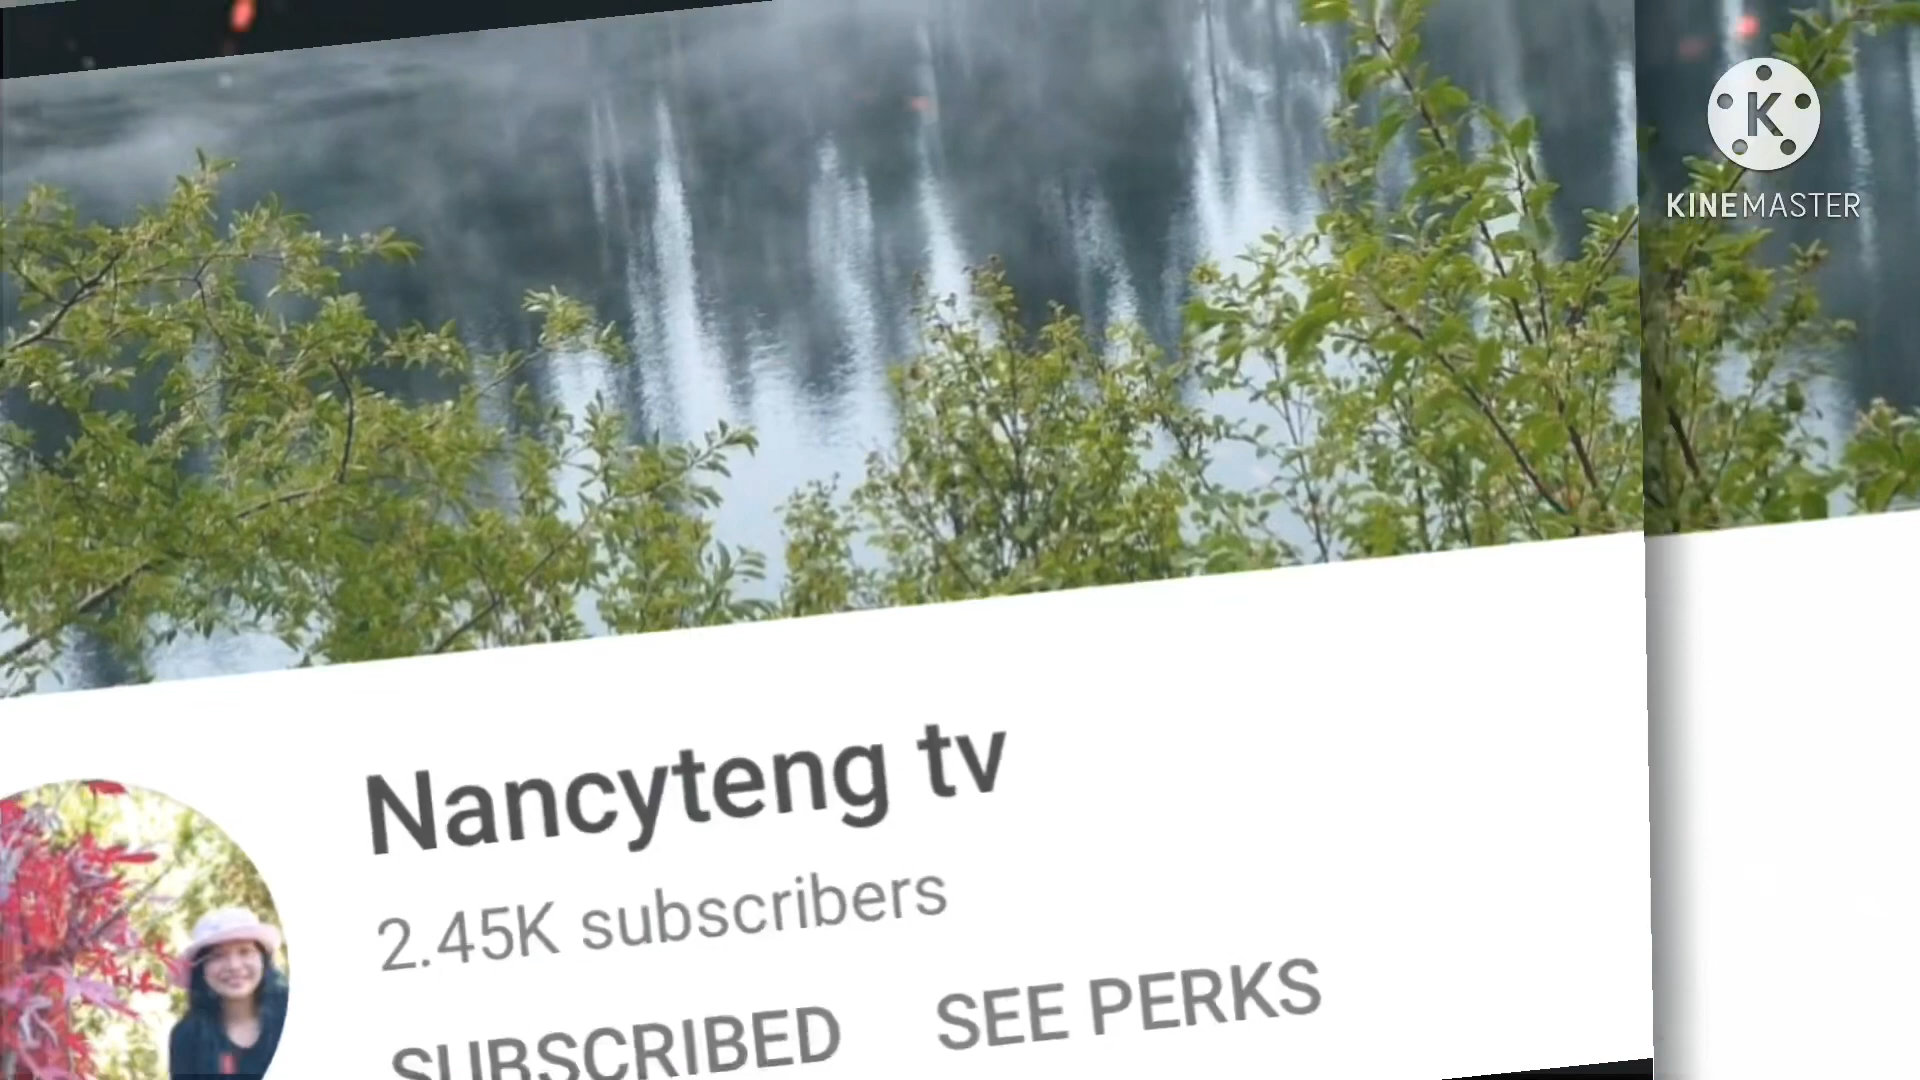 K
KINEMASTER
Nancyteng tv
2.45K subscribers
SUBSCRIBED SEE PERKS